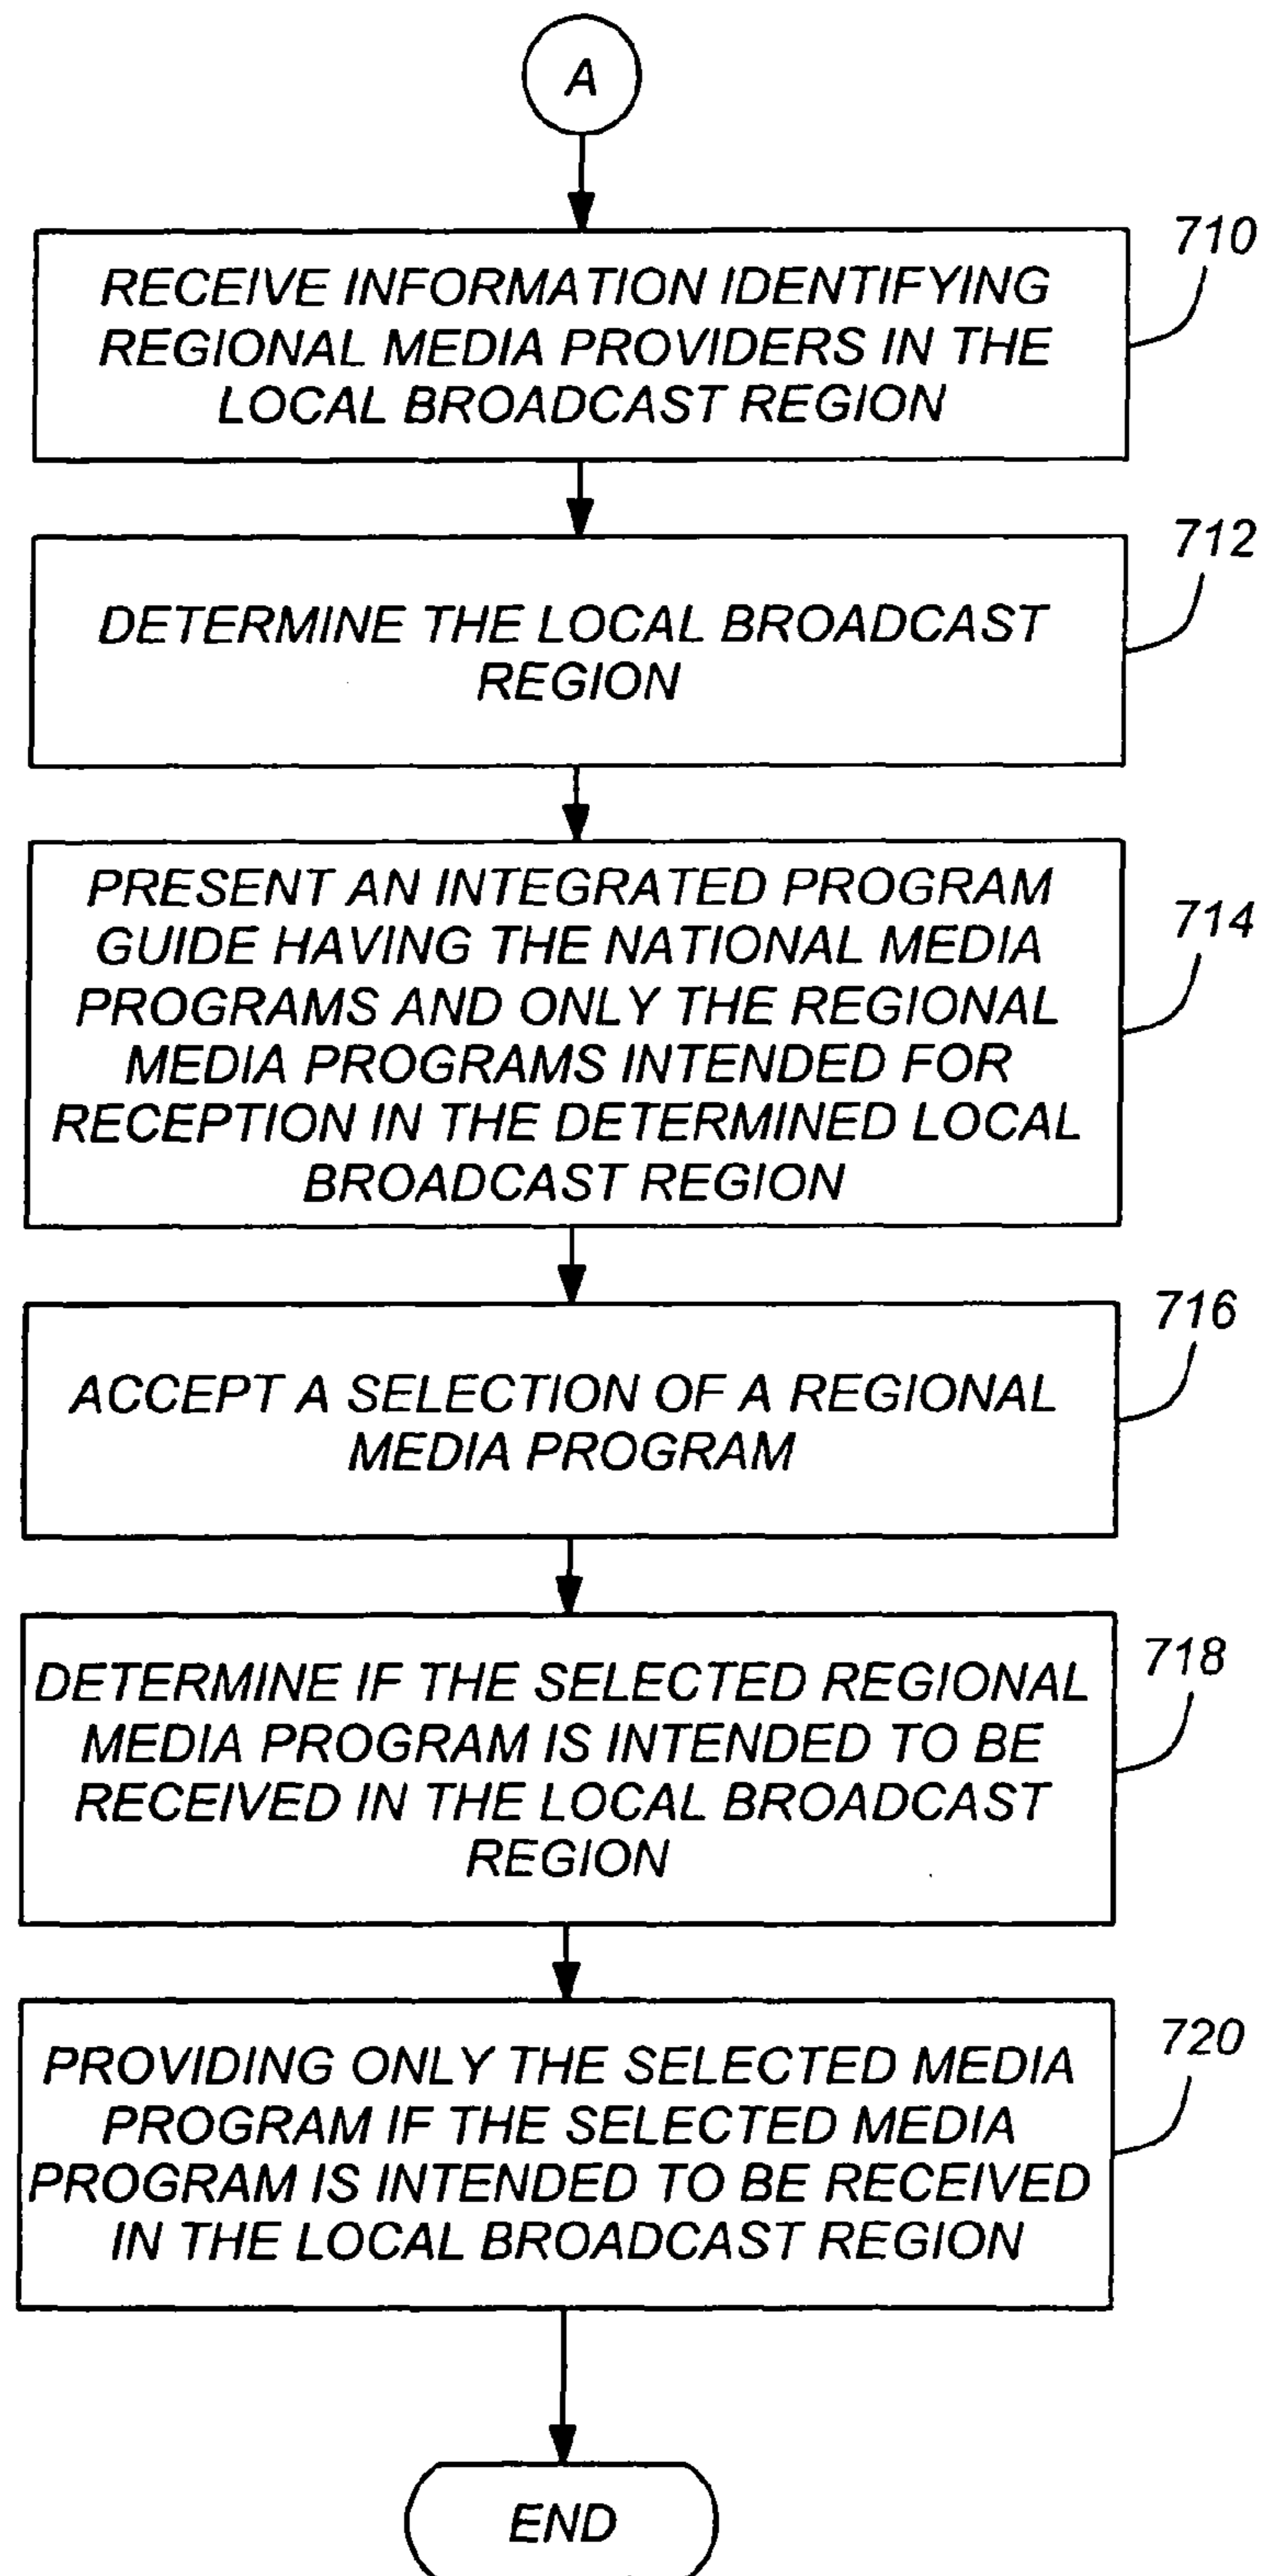 A
710
RECEIVE INFORMATION IDENTIFYING
REGIONAL MEDIA PROVIDERS IN THE
LOCAL BROADCAST REGION
712
DETERMINE THE LOCAL BROADCAST
REGION
PRESENT AN INTEGRATED PROGRAM
GUIDE HAVING THE NATIONAL MEDIA
PROGRAMS AND ONLY THE REGIONAL
MEDIA PROGRAMS INTENDED FOR
RECEPTION IN THE DETERMINED LOCAL
BROADCAST REGION
714
716
ACCEPT A SELECTION OF A REGIONAL
MEDIA PROGRAM
718
DETERMINE IF THE SELECTED REGIONAL
MEDIA PROGRAM IS INTENDED TO BE
RECEIVED IN THE LOCAL BROADCAST
REGION
720
PROVIDING ONLY THE SELECTED MEDIA
PROGRAM IF THE SELECTED MEDIA
PROGRAM IS INTENDED TO BE RECEIVED
IN THE LOCAL BROADCAST REGION
END